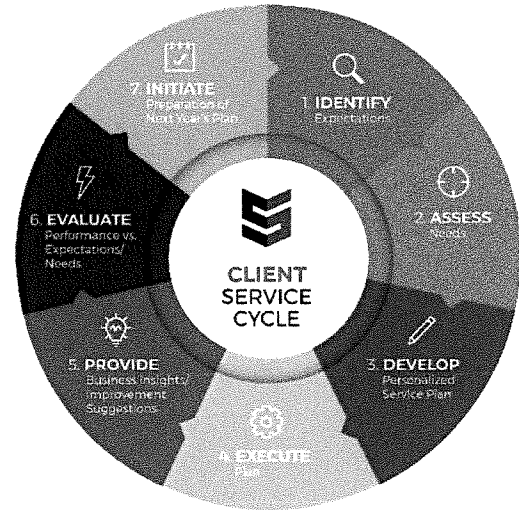 CLIENT
SERVICE
CYCLE
1. IDENTIFY
Expectations
2. ASSESS
Needs
3. DEVELOP
Personalized
Service Plan
4. EXECUTE
Plan
5. PROVIDE
Business Insights/
Improvement
Suggestions
6. EVALUATE
Performance vs.
Expectations/
Needs
7. INITIATE
Preparation of
Next Year's Plan